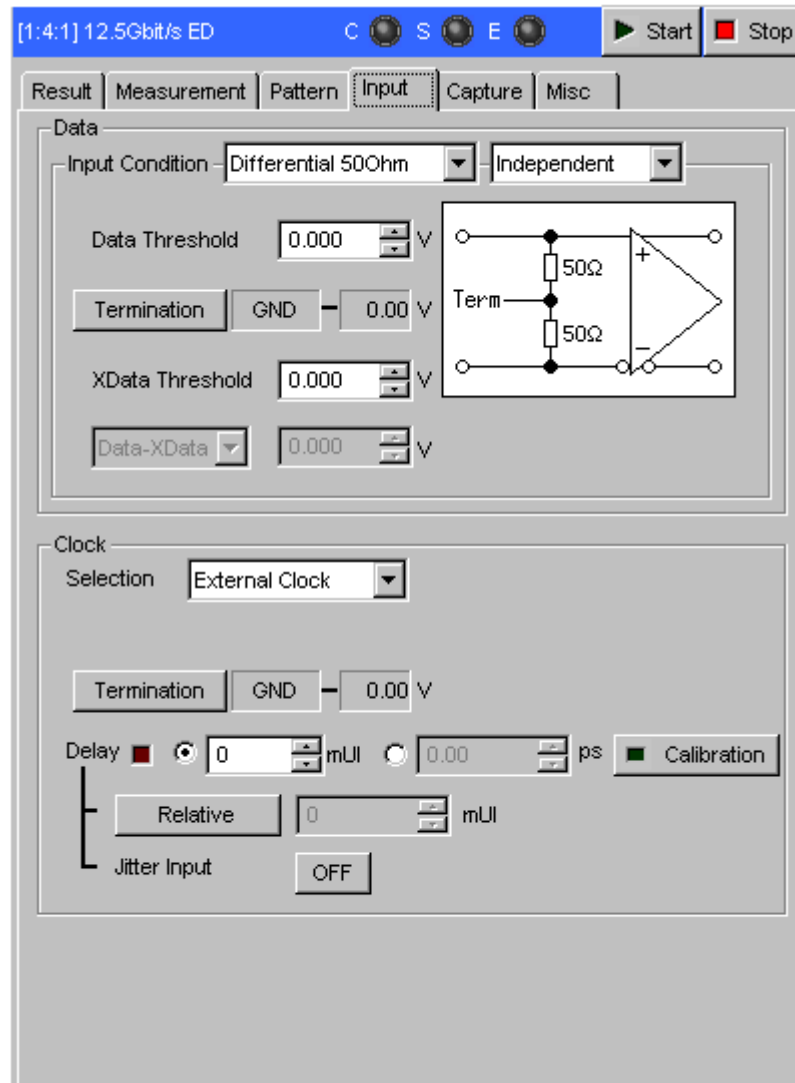 [1:4:1] 12.5Gbit/s ED C S E Start Stop
Result Measurement Pattern Input Capture Misc
Data
Input Condition Differential 50Ohm Independent
Data Threshold 0.000 V
+
50Ω
Termination GND 0.00 V Term
50Ω
−
XData Threshold 0.000 V
Data-XData 0.000 V
Clock
Selection External Clock
Termination GND 0.00 V
Delay 0 mUI 0.00 ps Calibration
Relative 0 mUI
Jitter Input OFF